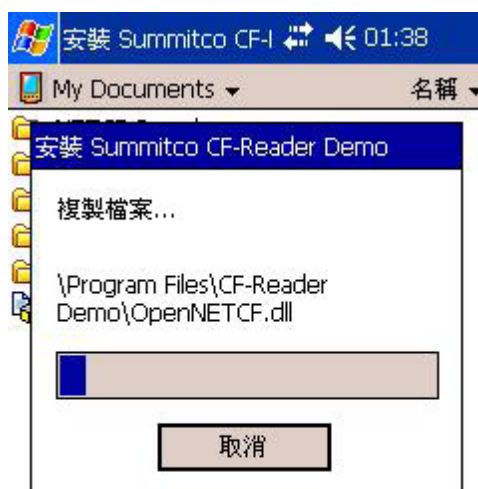 安裝 Summitco CF-I 01:38
My Documents 名稱
安裝 Summitco CF-Reader Demo
複製檔案...
\Program Files\CF-Reader
Demo\OpenNETCF.dll
取消